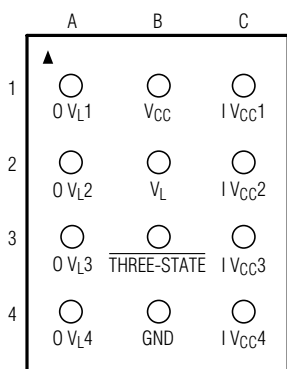 A B C
1
O VL1 VCC I VCC1
2
O VL2 VL I VCC2
3
O VL3 THREE-STATE I VCC3
4
O VL4 GND I VCC4